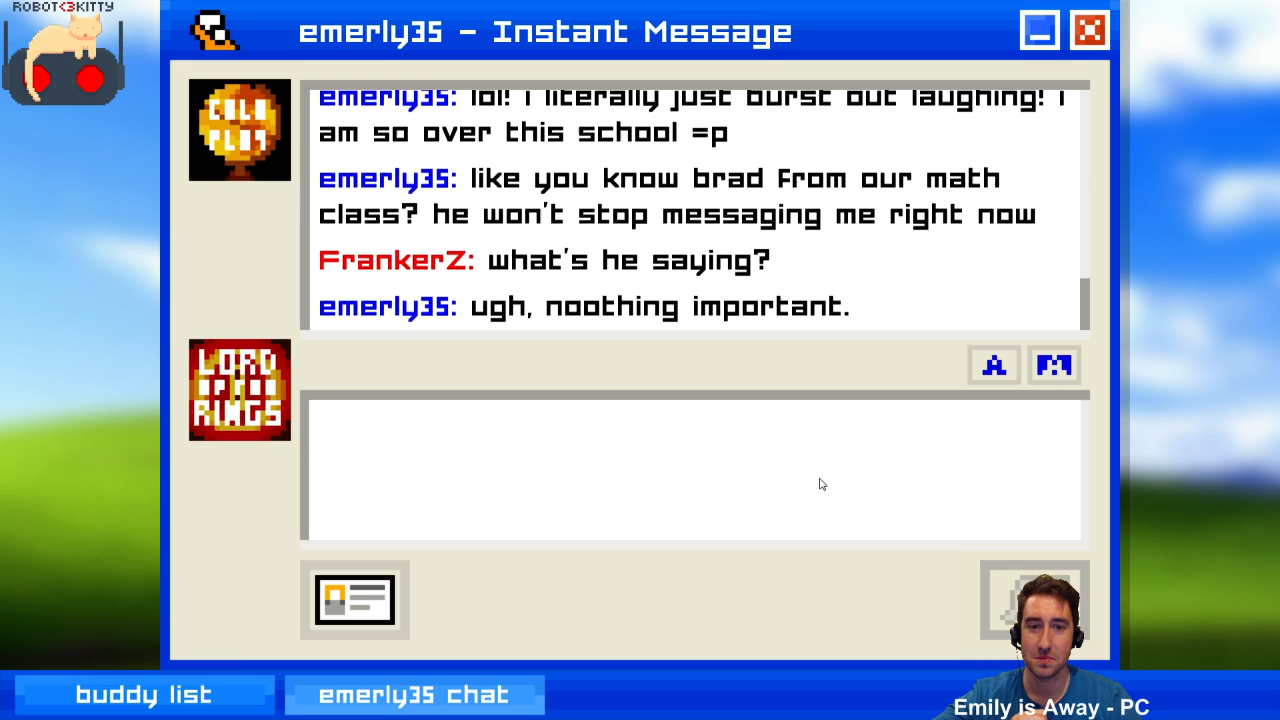 ROBOT<3KITTY
emerly35 - Instant Message
COLD
PLAY
emerly35: lol! i literally just burst out laughing! i
am so over this school =p
emerly35: like you know brad from our math
class? he won't stop messaging me right now
FrankerZ: what's he saying?
emerly35: ugh, noothing important.
LORD
OF THE
RINGS
A
buddy list
emerly35 chat
Emily is Away - PC